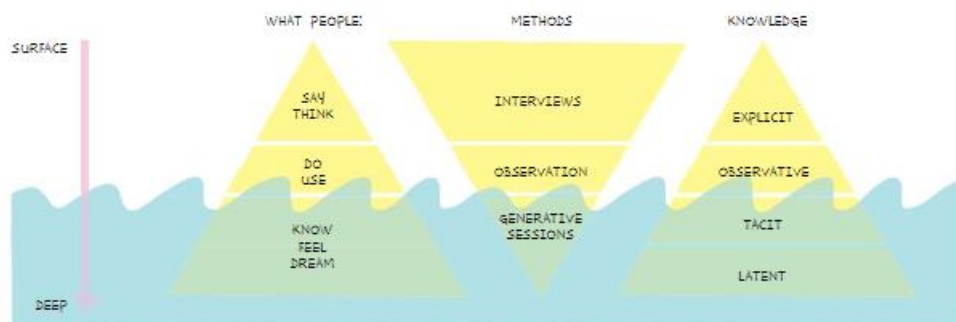 WHAT PEOPLE:
METHODS
KNOWLEDGE
SURFACE
SAY
THINK
INTERVIEWS
EXPLICIT
DO
USE
OBSERVATION
OBSERVATIVE
KNOW
FEEL
DREAM
GENERATIVE
SESSIONS
TACIT
LATENT
DEEP